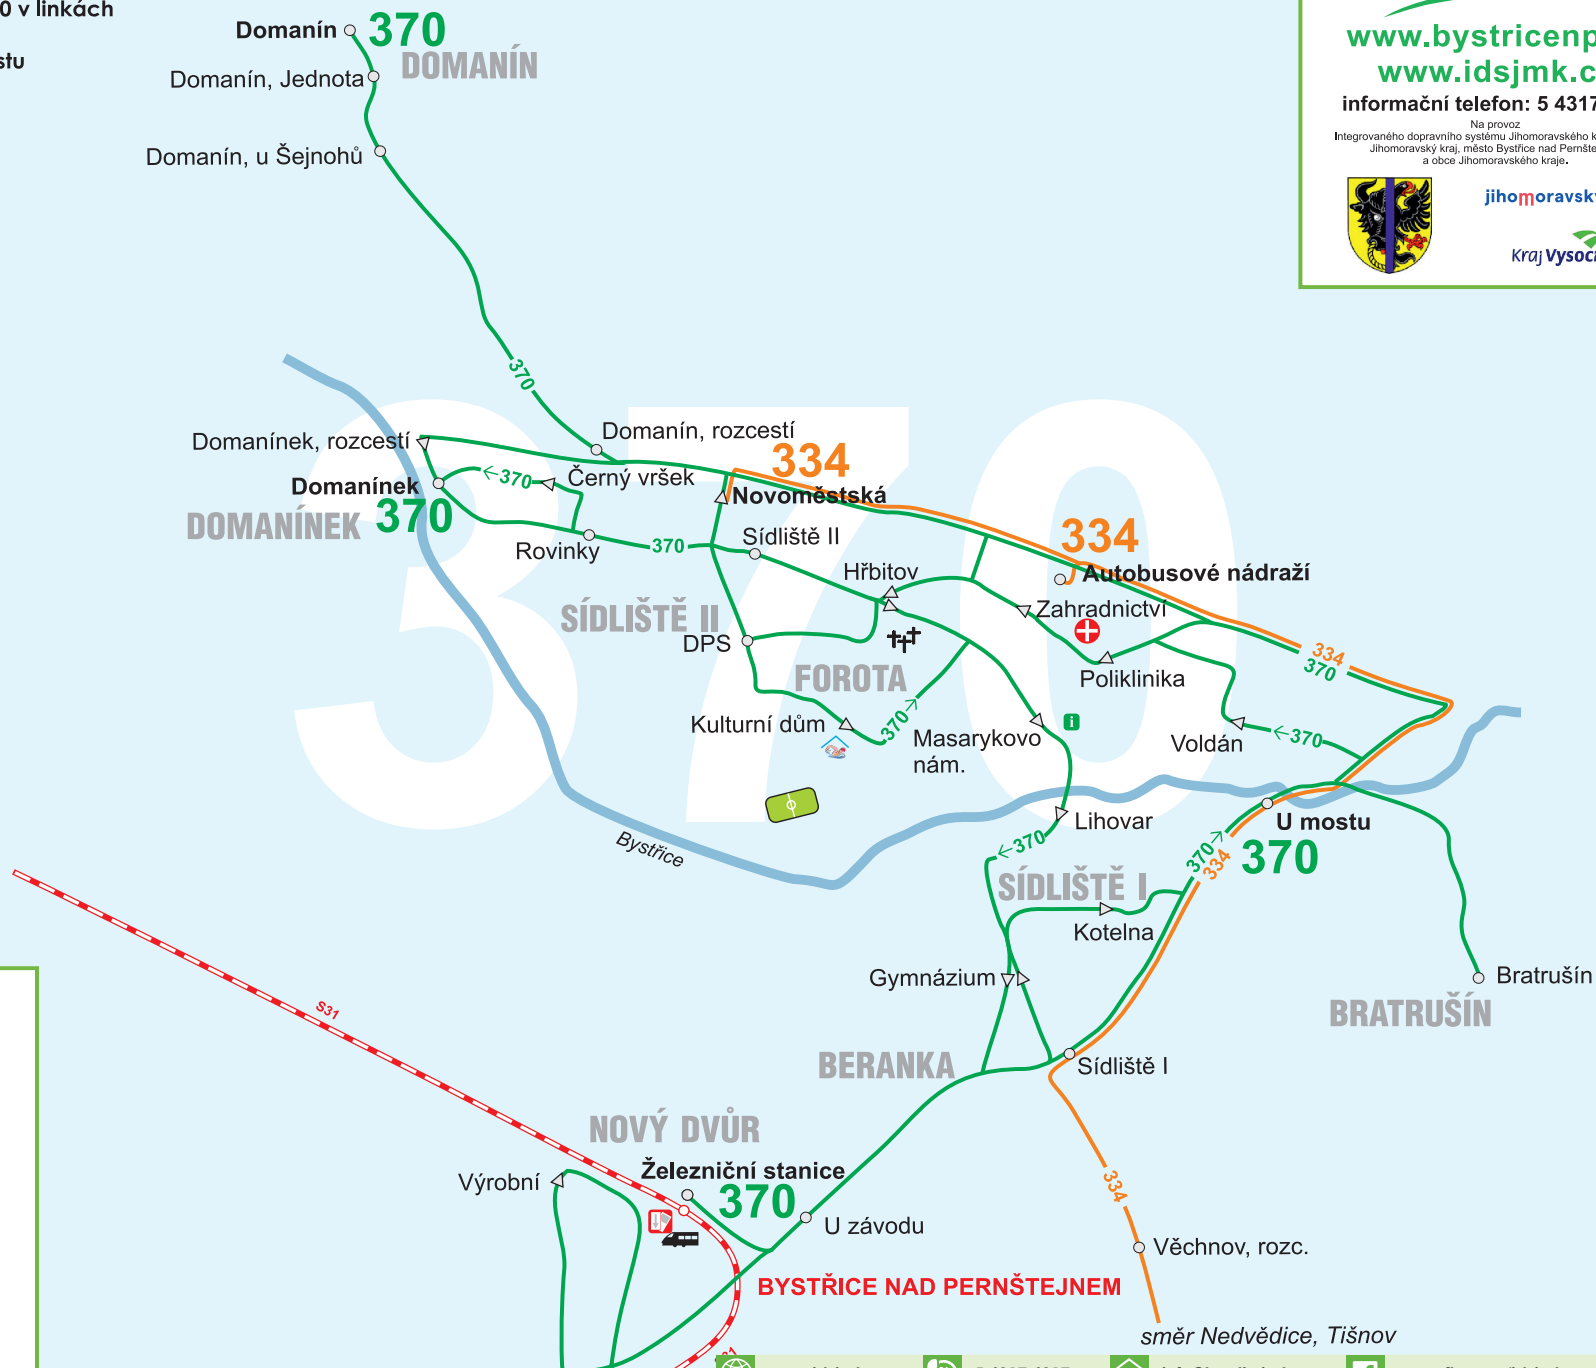 0 v linkách
stu
Domanín 370
DOMANÍN
Domanín, Jednota
Domanín, u Šejnohů
www.bystricenp
www.idsjmk.c
informační telefon: 5 4317
Na provoz
Integrovaného dopravního systému Jihomoravského k
Jihomoravský kraj, město Bystřice nad Pernšte
a obce Jihomoravského kraje.
jihomoravsk
Kraj Vysoči
370
370
Domanínek, rozcestí
Domanín, rozcestí
334
Černý vršek
←370
Domanínek
370
DOMANÍNEK
Novoměstská
Rovinky
370
Sídliště II
334
Autobusové nádraží
Hřbitov
Zahradnictví
SÍDLIŠTĚ II
DPS
FOROTA
Poliklinika
334
370
Kulturní dům
370→
Masarykovo
nám.
i
Voldán
←370
Bystřice
Lihovar
←370
U mostu
370
370→
334
SÍDLIŠTĚ I
Kotelna
Gymnázium
Bratrušín
BRATRUŠÍN
S31
BERANKA
Sídliště I
NOVÝ DVŮR
Železniční stanice
370
Výrobní
U závodu
334
Věchnov, rozc.
BYSTŘICE NAD PERNŠTEJNEM
směr Nedvědice, Tišnov